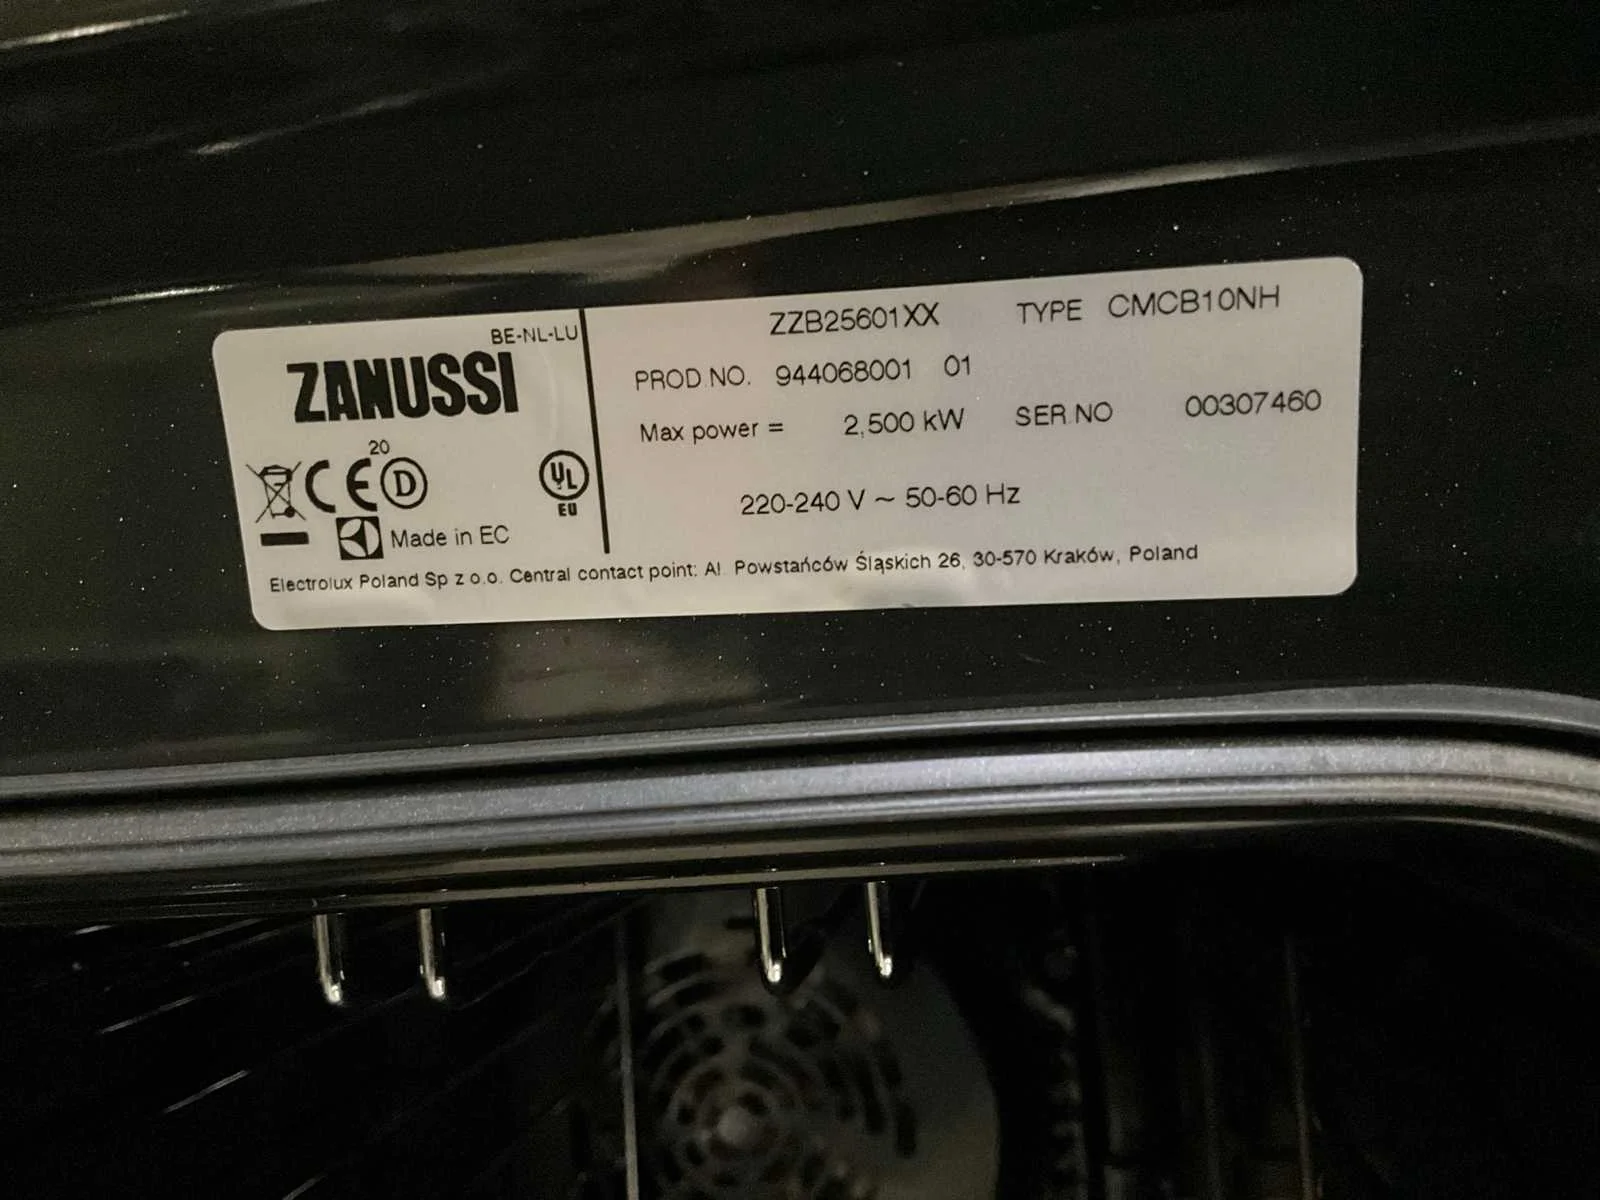 BE-NL-LU
ZANUSSI
20
CE D
UL
EU
Made in EC
ZZB25601XX TYPE CMCB10NH
PROD.NO. 944068001 01
Max power = 2,500 kW SER.NO 00307460
220-240 V ~ 50-60 Hz
Electrolux Poland Sp z o.o. Central contact point: Al. Powstańców Śląskich 26, 30-570 Kraków, Poland